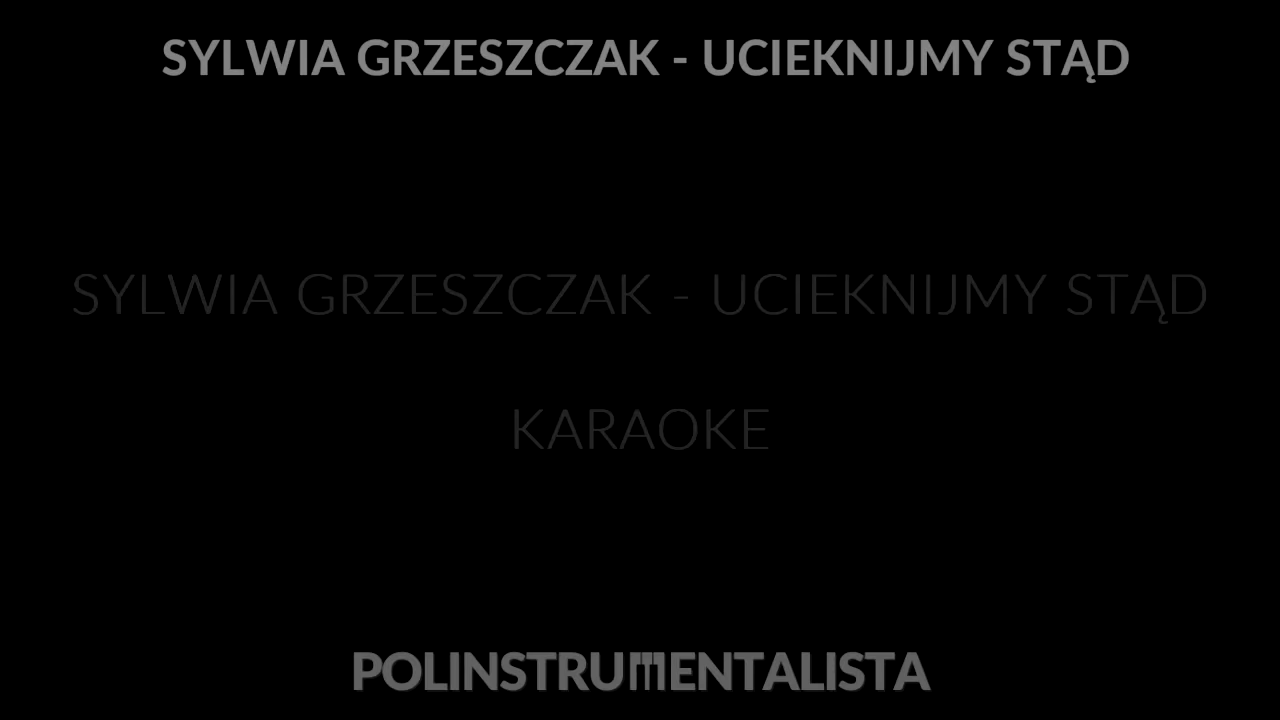 SYLWIA GRZESZCZAK - UCIEKNIJMY STĄD
SYLWIA GRZESZCZAK - UCIEKNIJMY STĄD
KARAOKE
POLINSTRUMENTALISTA